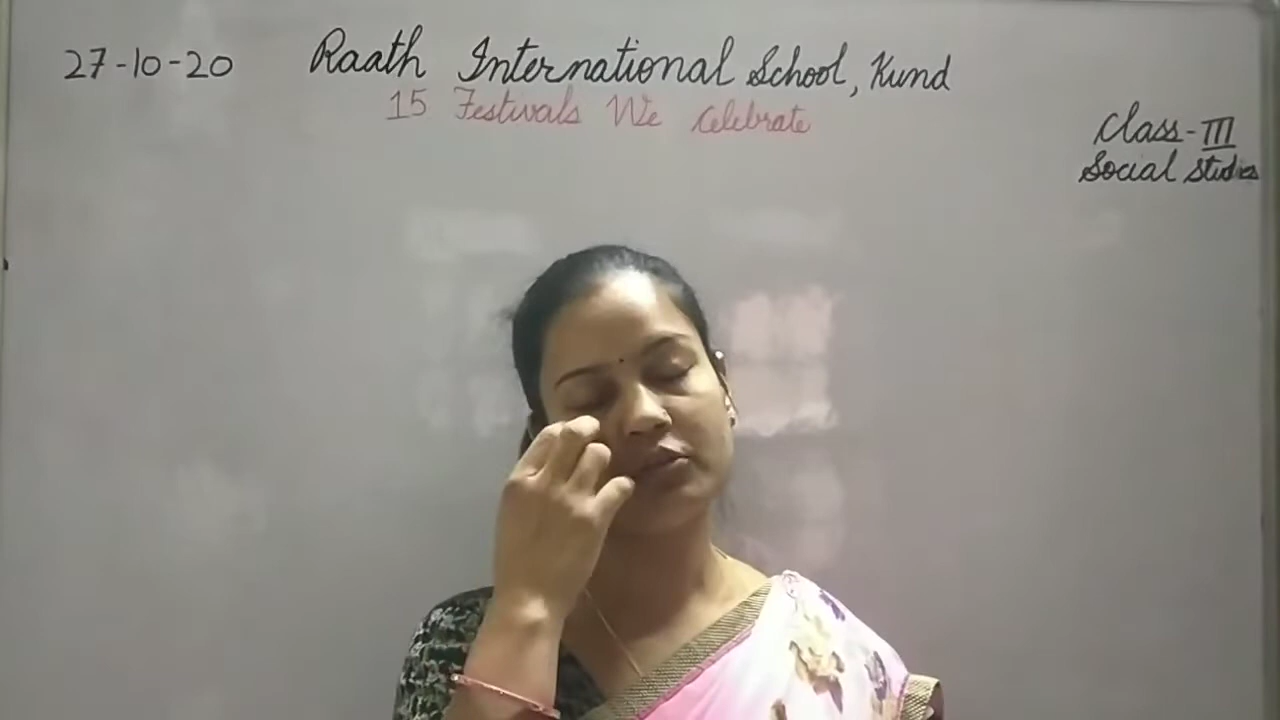 27-10-20 Raath International School, Kund
15 Festivals We Celebrate
Class-III
Social Studies